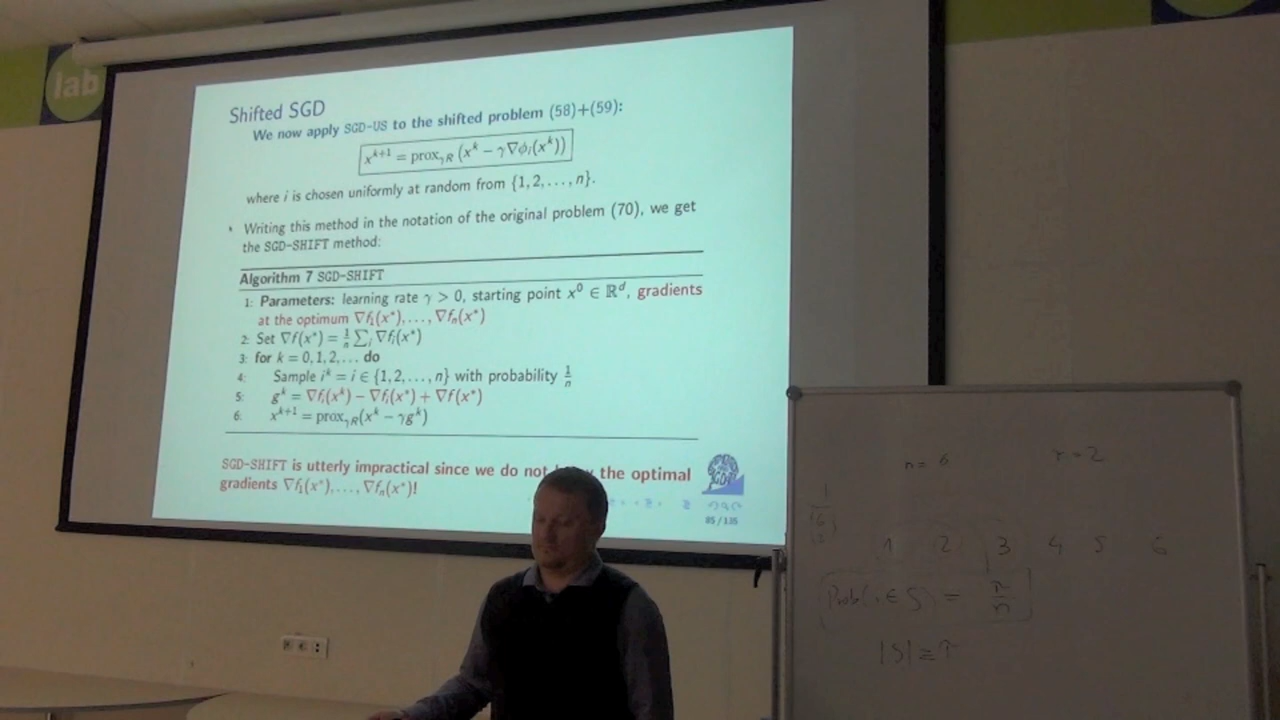 lab
Shifted SGD
We now apply SGD-US to the shifted problem (58)+(59):
x^{k+1} = prox_{γR} (x^k − γ∇ϕ_i(x^k))
where i is chosen uniformly at random from {1, 2, . . . , n}.
Writing this method in the notation of the original problem (70), we get
the SGD-SHIFT method:
Algorithm 7 SGD-SHIFT
1: Parameters: learning rate γ > 0, starting point x^0 ∈ ℝ^d, gradients
at the optimum ∇f_1(x*), . . . , ∇f_n(x*)
2: Set ∇f(x*) = 1/n ∑_i ∇f_i(x*)
3: for k = 0, 1, 2, . . . do
4: Sample i^k = i ∈ {1, 2, . . . , n} with probability 1/n
5: g^k = ∇f_i(x^k) − ∇f_i(x*) + ∇f(x*)
6: x^{k+1} = prox_{γR}(x^k − γg^k)
SGD-SHIFT is utterly impractical since we do not the optimal
gradients ∇f_1(x*), . . . , ∇f_n(x*)!
SGD
85 / 135
n = 6
τ = 2
1 2 3 4 5 6
Prob(i ∈ S) = τ/n
|S| ≡ τ